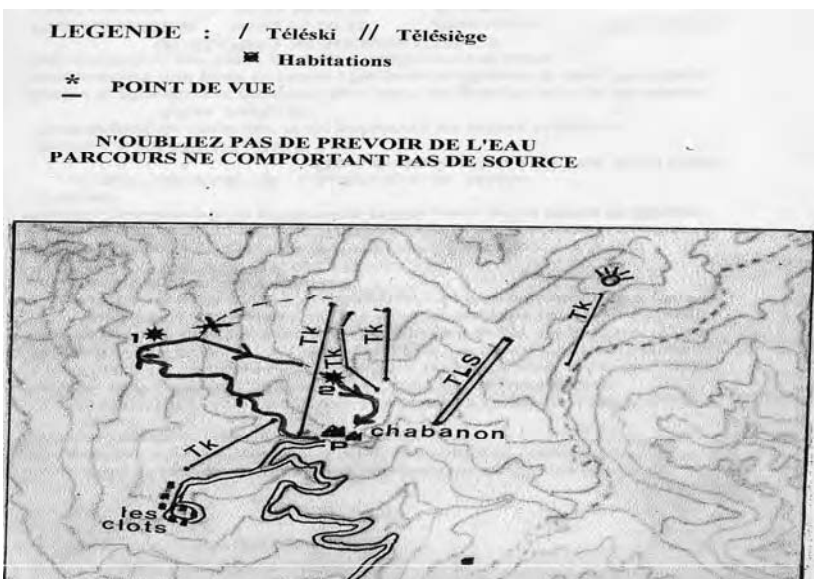 LEGENDE : / Téléski // Télésiège
Habitations
* POINT DE VUE
N'OUBLIEZ PAS DE PREVOIR DE L'EAU
PARCOURS NE COMPORTANT PAS DE SOURCE
1
Tk
Tk
Tk
Tk
TLS
2
chabanon
P
Tk
les
clots